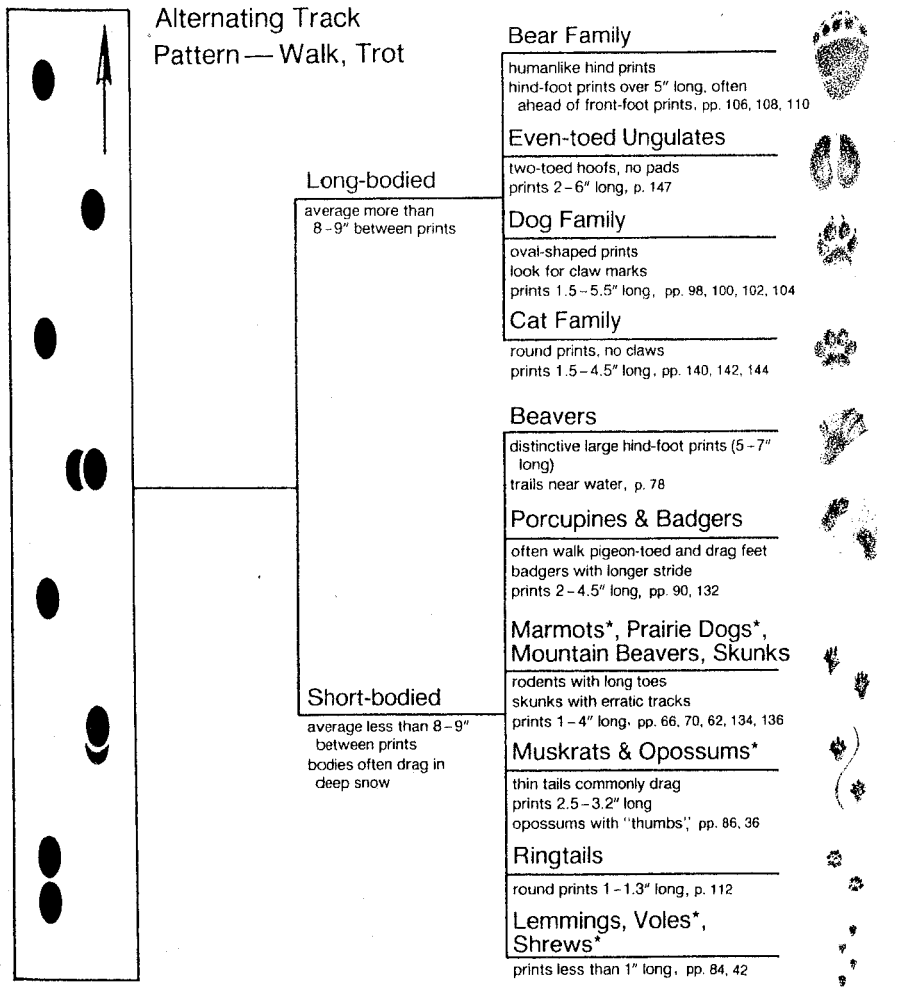 Alternating Track
Pattern — Walk, Trot
Long-bodied
average more than
8–9" between prints
Bear Family
humanlike hind prints
hind-foot prints over 5" long, often
ahead of front-foot prints, pp. 106, 108, 110
Even-toed Ungulates
two-toed hoofs, no pads
prints 2–6" long, p. 147
Dog Family
oval-shaped prints
look for claw marks
prints 1.5–5.5" long, pp. 98, 100, 102, 104
Cat Family
round prints, no claws
prints 1.5–4.5" long, pp. 140, 142, 144
Short-bodied
average less than 8–9"
between prints
bodies often drag in
deep snow
Beavers
distinctive large hind-foot prints (5–7"
long)
trails near water, p. 78
Porcupines & Badgers
often walk pigeon-toed and drag feet
badgers with longer stride
prints 2–4.5" long, pp. 90, 132
Marmots*, Prairie Dogs*,
Mountain Beavers, Skunks
rodents with long toes
skunks with erratic tracks
prints 1–4" long, pp. 66, 70, 62, 134, 136
Muskrats & Opossums*
thin tails commonly drag
prints 2.5–3.2" long
opossums with "thumbs", pp. 86, 36
Ringtails
round prints 1–1.3" long, p. 112
Lemmings, Voles*,
Shrews*
prints less than 1" long, pp. 84, 42